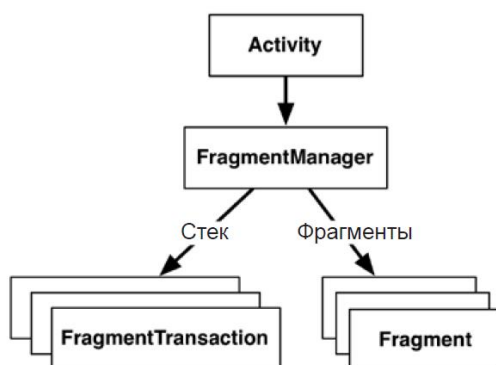 Activity
FragmentManager
Стек
Фрагменты
FragmentTransaction
Fragment